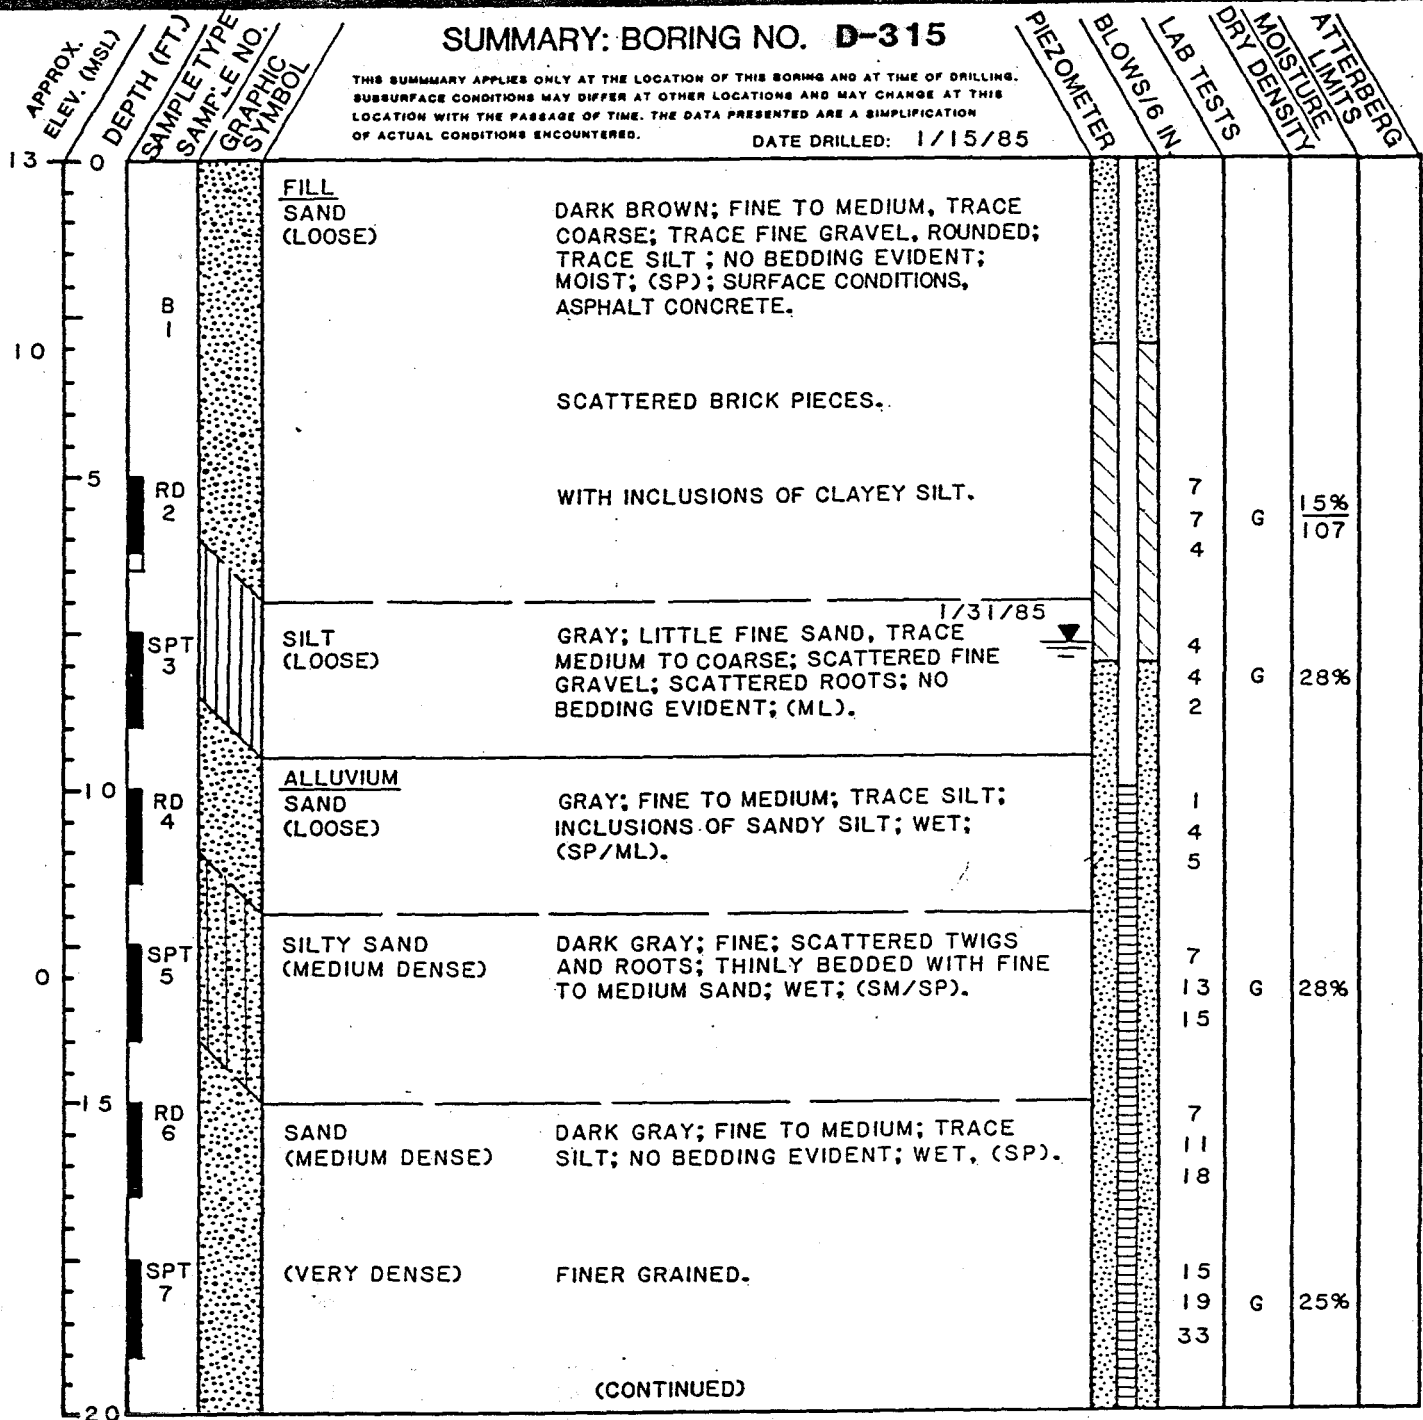 SUMMARY: BORING NO. D-315
THIS SUMMMARY APPLIES ONLY AT THE LOCATION OF THIS BORING AND AT TIME OF DRILLING.
SUBSURFACE CONDITIONS MAY DIFFER AT OTHER LOCATIONS AND MAY CHANGE AT THIS
LOCATION WITH THE PASSAGE OF TIME. THE DATA PRESENTED ARE A SIMPLIFICATION
OF ACTUAL CONDITIONS ENCOUNTERED.
DATE DRILLED: 1/15/85
APPROX.
ELEV. (MSL)
DEPTH (FT.)
SAMPLE TYPE
SAMPLE NO.
GRAPHIC
SYMBOL
PIEZOMETER
BLOWS/6 IN.
LAB TESTS
DRY DENSITY
MOISTURE
ATTERBERG
LIMITS
13
0
FILL
SAND
(LOOSE)
DARK BROWN; FINE TO MEDIUM, TRACE
COARSE; TRACE FINE GRAVEL, ROUNDED;
TRACE SILT ; NO BEDDING EVIDENT;
MOIST; (SP); SURFACE CONDITIONS,
ASPHALT CONCRETE.
B
1
10
SCATTERED BRICK PIECES.
5
RD
2
WITH INCLUSIONS OF CLAYEY SILT.
7
7
4
G
15%
107
1/31/85
SPT
3
SILT
(LOOSE)
GRAY; LITTLE FINE SAND, TRACE
MEDIUM TO COARSE; SCATTERED FINE
GRAVEL; SCATTERED ROOTS; NO
BEDDING EVIDENT; (ML).
4
4
2
G
28%
ALLUVIUM
10
RD
4
SAND
(LOOSE)
GRAY; FINE TO MEDIUM; TRACE SILT;
INCLUSIONS OF SANDY SILT; WET;
(SP/ML).
1
4
5
0
SPT
5
SILTY SAND
(MEDIUM DENSE)
DARK GRAY; FINE; SCATTERED TWIGS
AND ROOTS; THINLY BEDDED WITH FINE
TO MEDIUM SAND; WET; (SM/SP).
7
13
15
G
28%
15
RD
6
SAND
(MEDIUM DENSE)
DARK GRAY; FINE TO MEDIUM; TRACE
SILT; NO BEDDING EVIDENT; WET, (SP).
7
11
18
SPT
7
(VERY DENSE)
FINER GRAINED.
15
19
33
G
25%
(CONTINUED)
20